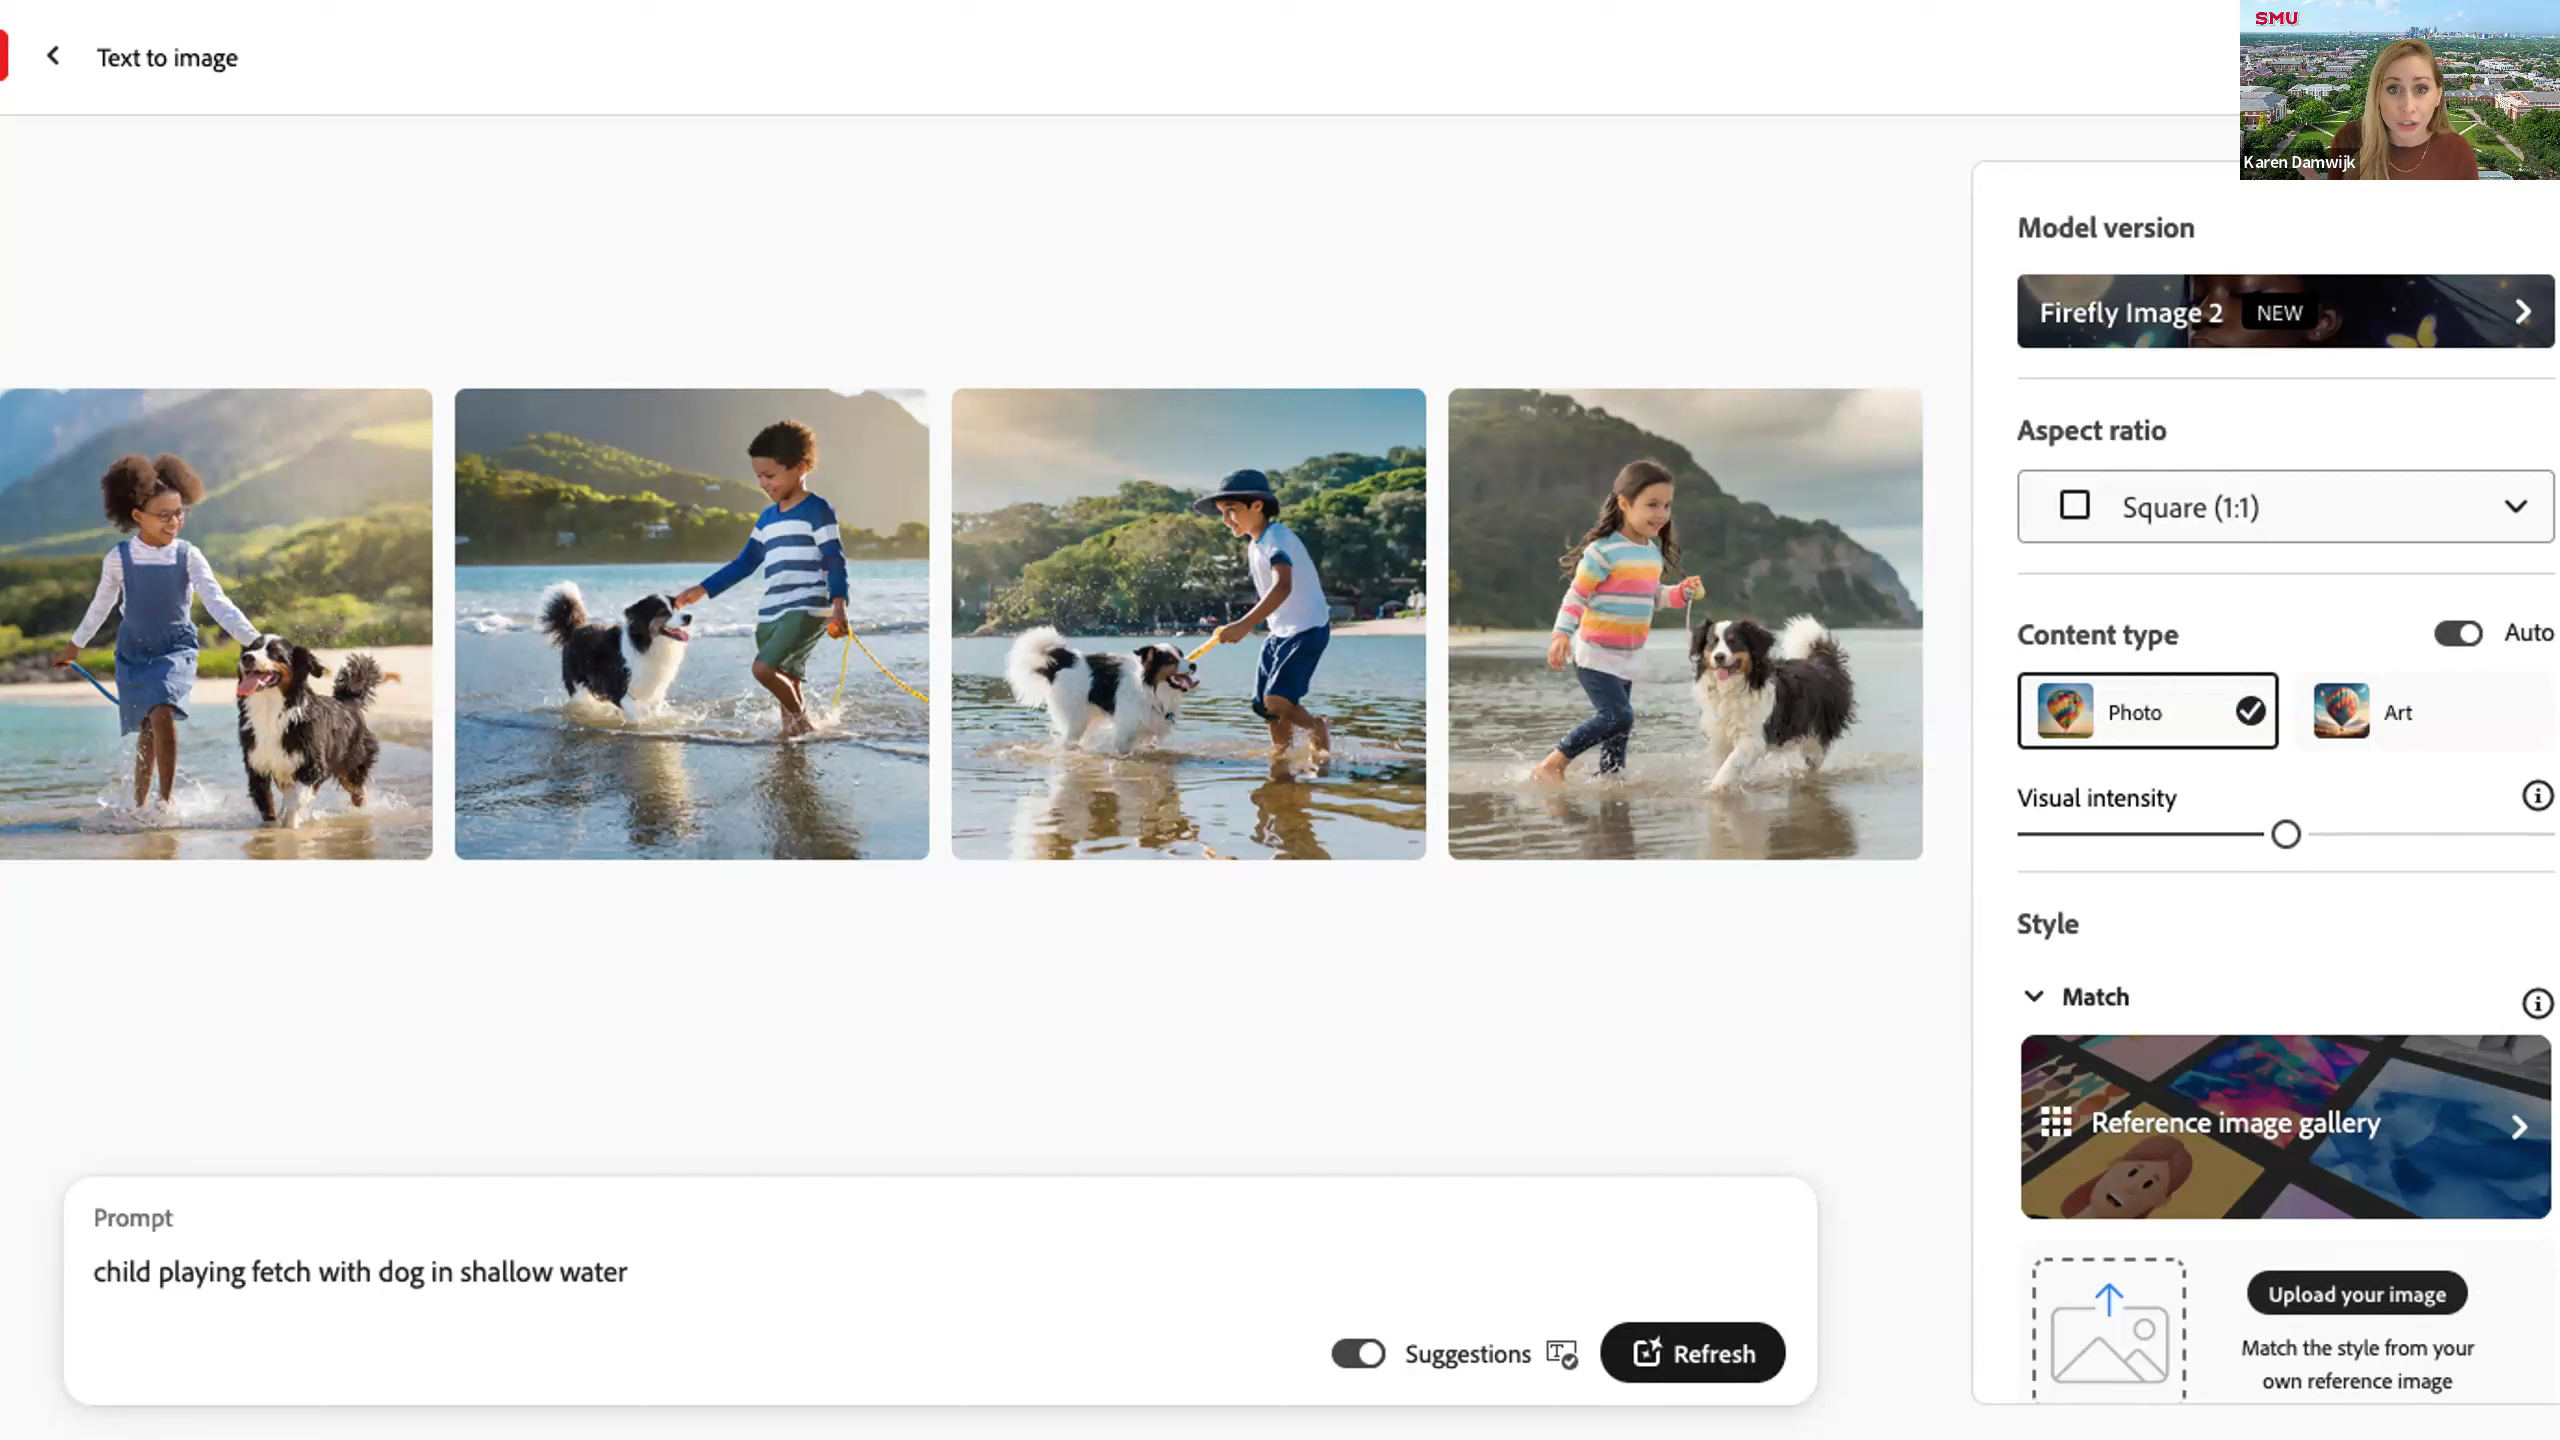 Text to image
SMU
Karen Damwijk
Model version
Firefly Image 2 NEW
Aspect ratio
Square (1:1)
Content type
Auto
Photo
Art
Visual intensity
Style
Match
Reference image gallery
Upload your image
Match the style from your
own reference image
Prompt
child playing fetch with dog in shallow water
Suggestions
Refresh